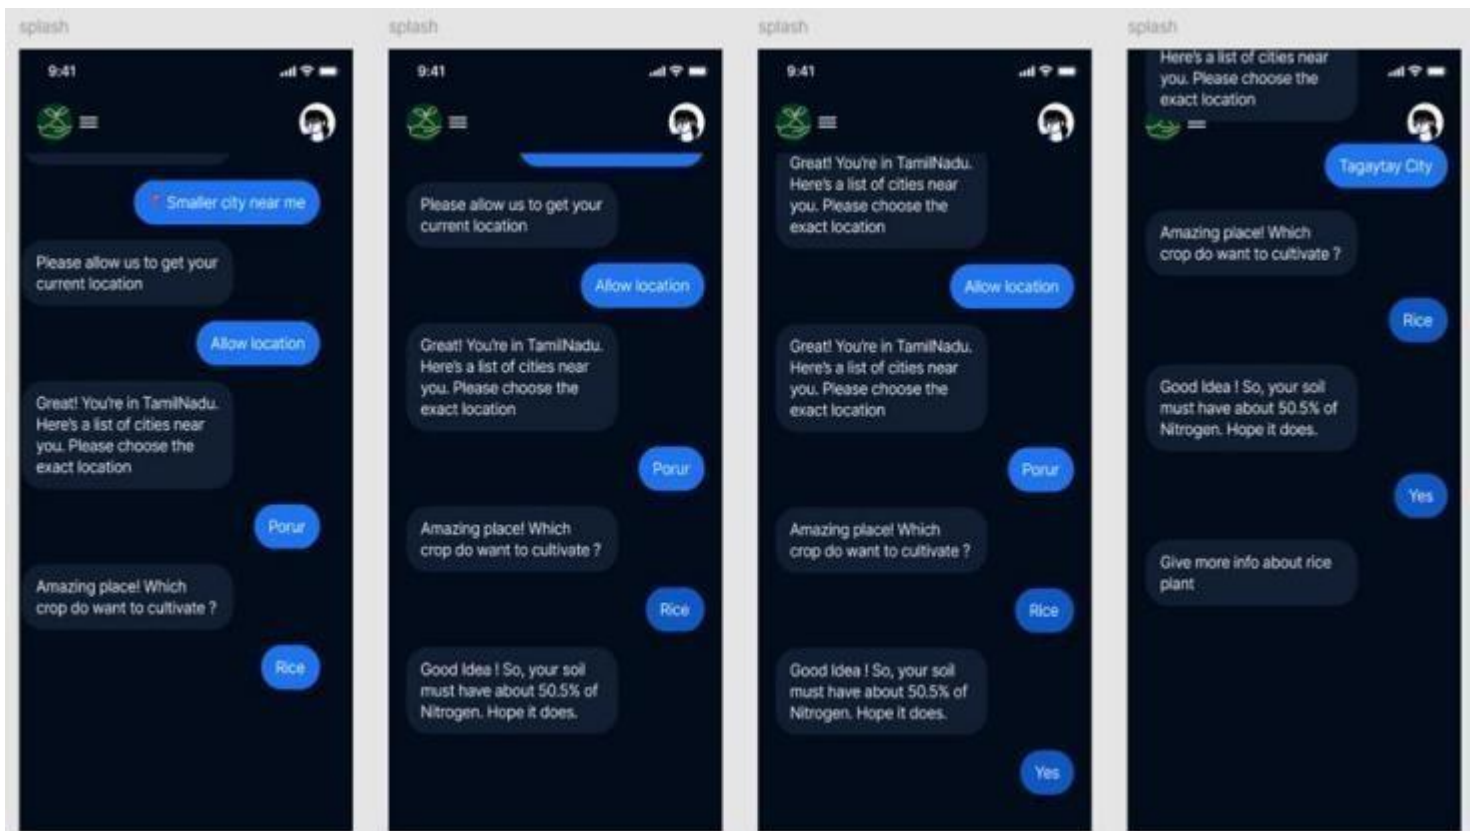 splash
9:41
Smaller city near me
Please allow us to get your
current location
Allow location
Great! You're in TamilNadu.
Here's a list of cities near
you. Please choose the
exact location
Porur
Amazing place! Which
crop do want to cultivate ?
Rice
splash
9:41
Please allow us to get your
current location
Allow location
Great! You're in TamilNadu.
Here's a list of cities near
you. Please choose the
exact location
Porur
Amazing place! Which
crop do want to cultivate ?
Rice
Good Idea ! So, your soil
must have about 50.5% of
Nitrogen. Hope it does.
splash
9:41
Great! You're in TamilNadu.
Here's a list of cities near
you. Please choose the
exact location
Allow location
Great! You're in TamilNadu.
Here's a list of cities near
you. Please choose the
exact location
Porur
Amazing place! Which
crop do want to cultivate ?
Rice
Good Idea ! So, your soil
must have about 50.5% of
Nitrogen. Hope it does.
Yes
splash
Here's a list of cities near
you. Please choose the
exact location
Tagaytay City
Amazing place! Which
crop do want to cultivate ?
Rice
Good Idea ! So, your soil
must have about 50.5% of
Nitrogen. Hope it does.
Yes
Give more info about rice
plant